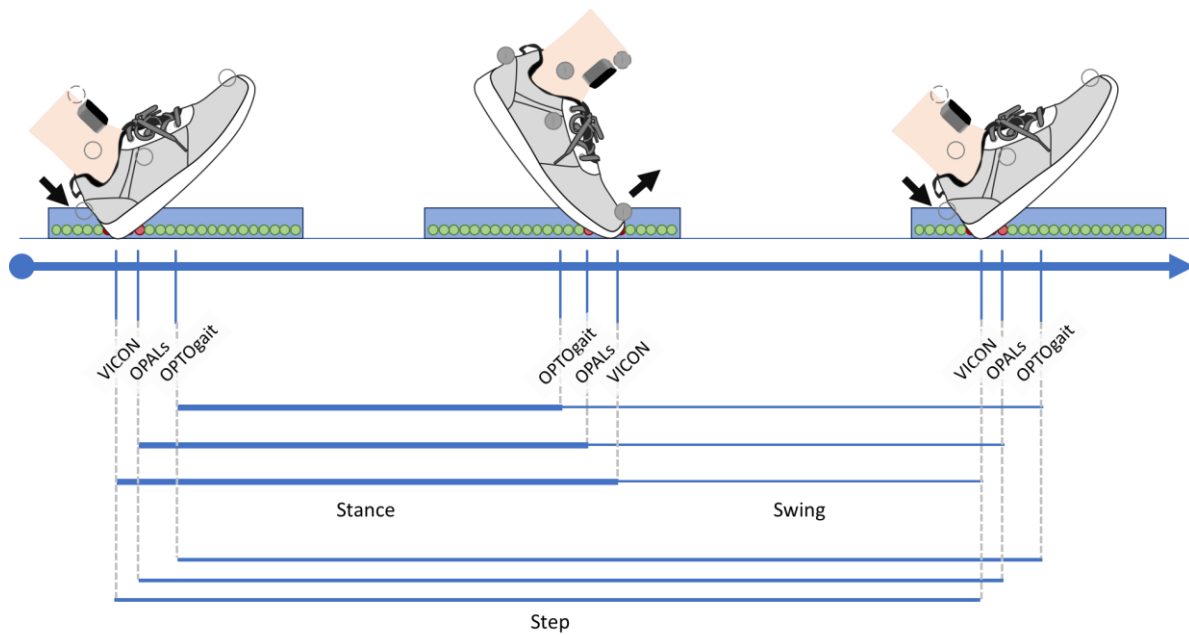 VICON
OPALs
OPTOgait
OPTOgait
OPALs
VICON
VICON
OPALs
OPTOgait
Stance
Swing
Step